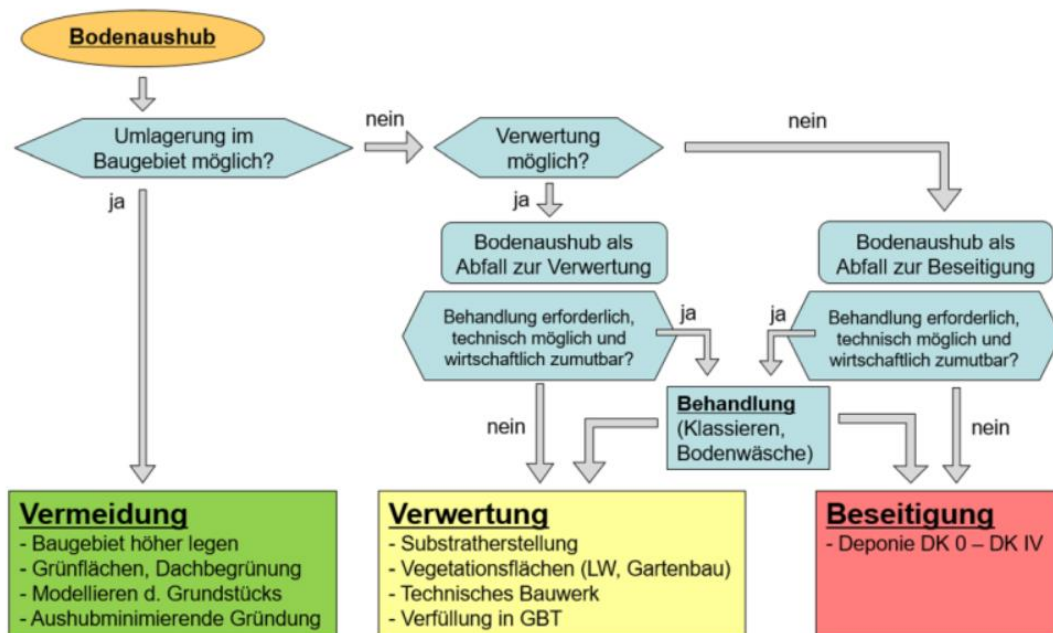 Bodenaushub
Umlagerung im
Baugebiet möglich?
nein
Verwertung
möglich?
nein
ja
ja
Bodenaushub als
Abfall zur Verwertung
Bodenaushub als
Abfall zur Beseitigung
Behandlung erforderlich,
technisch möglich und
wirtschaftlich zumutbar?
ja
ja
Behandlung erforderlich,
technisch möglich und
wirtschaftlich zumutbar?
nein
Behandlung
(Klassieren,
Bodenwäsche)
nein
Vermeidung
- Baugebiet höher legen
- Grünflächen, Dachbegrünung
- Modellieren d. Grundstücks
- Aushubminimierende Gründung
Verwertung
- Substratherstellung
- Vegetationsflächen (LW, Gartenbau)
- Technisches Bauwerk
- Verfüllung in GBT
Beseitigung
- Deponie DK 0 – DK IV